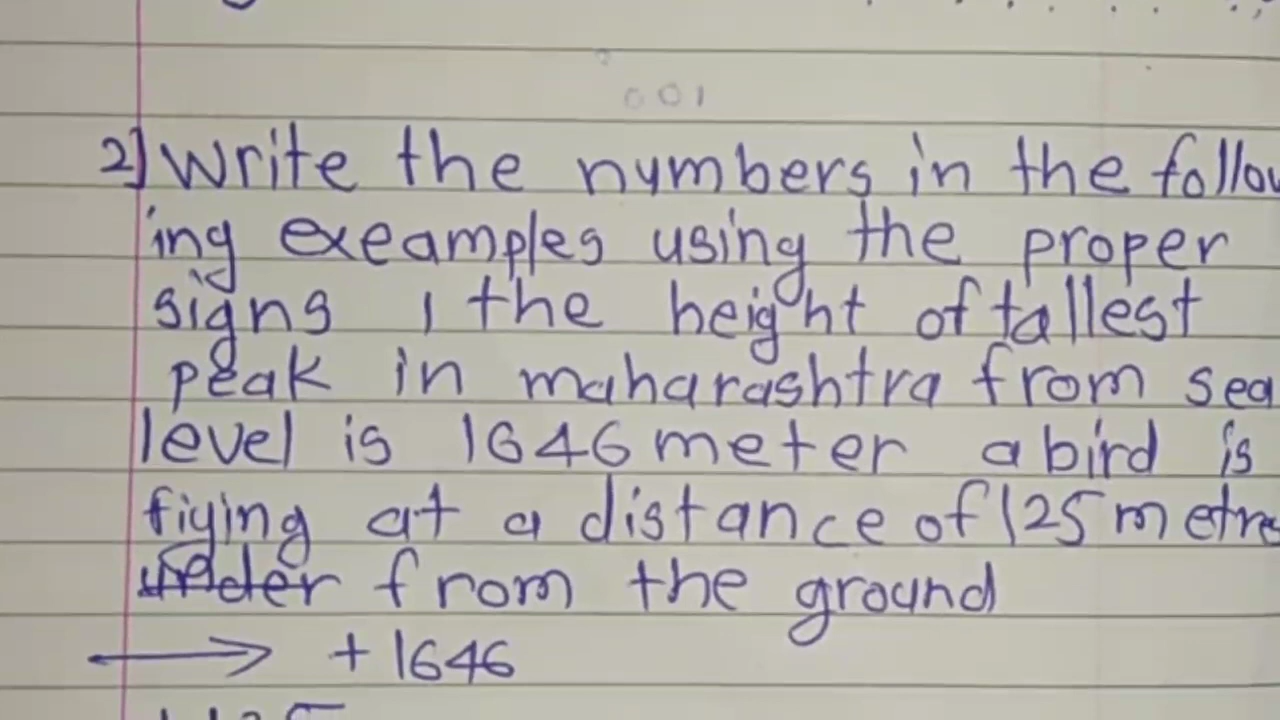 2) Write the numbers in the follow
ing exeamples using the proper
signs 1 the height of tallest
peak in maharashtra from sea
level is 1646 meter a bird is
fiying at a distance of 125 metre
from the ground
→ +1646